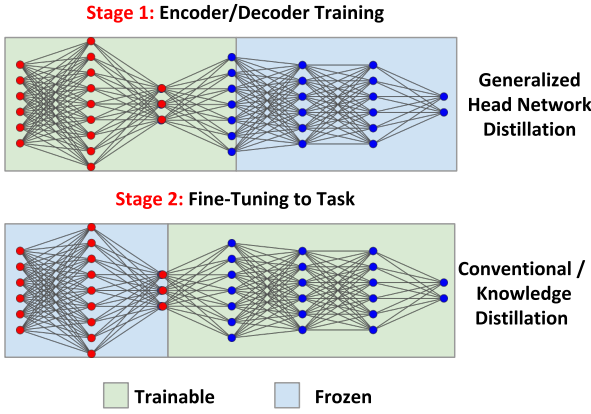 Stage 1: Encoder/Decoder Training
Generalized
Head Network
Distillation
Stage 2: Fine-Tuning to Task
Conventional /
Knowledge
Distillation
Trainable
Frozen